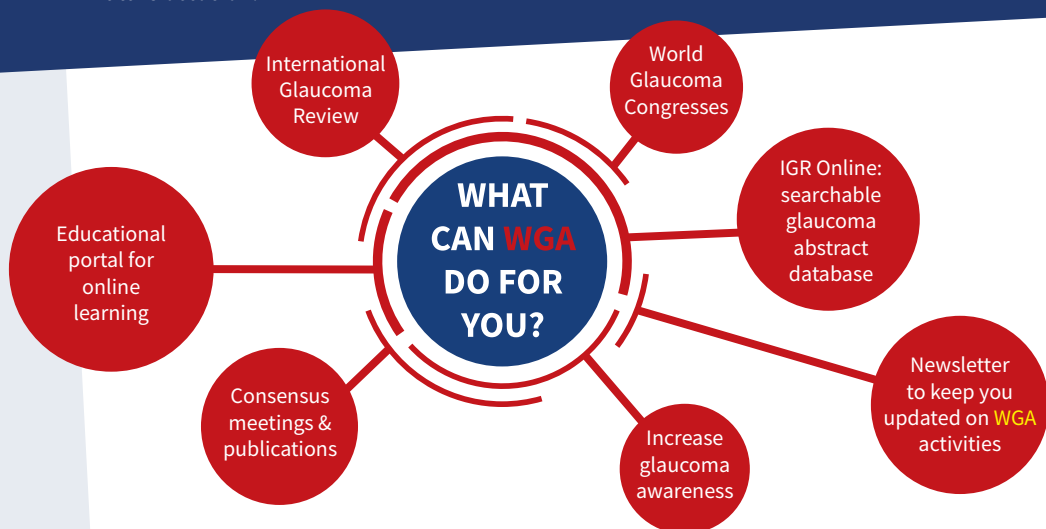 International
Glaucoma
Review
World
Glaucoma
Congresses
WHAT
CAN WGA
DO FOR
YOU?
IGR Online:
searchable
glaucoma
abstract
database
Educational
portal for
online
learning
Newsletter
to keep you
updated on WGA
activities
Consensus
meetings &
publications
Increase
glaucoma
awareness